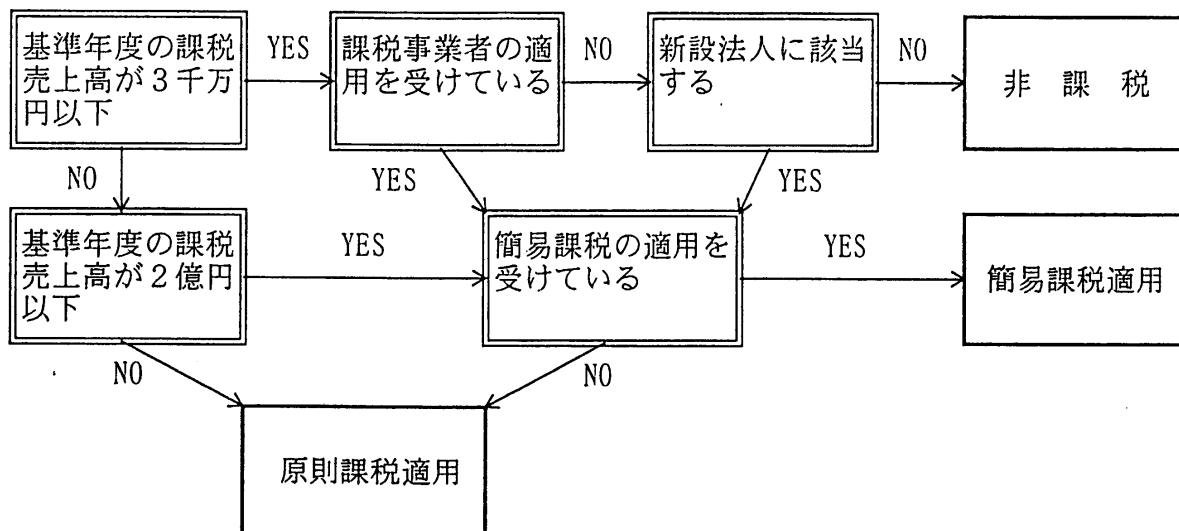 基準年度の課税
売上高が3千万
円以下
YES
課税事業者の適
用を受けている
NO
新設法人に該当
する
NO
非 課 税
NO
YES
YES
基準年度の課税
売上高が2億円
以下
YES
簡易課税の適用を
受けている
YES
簡易課税適用
NO
NO
原則課税適用